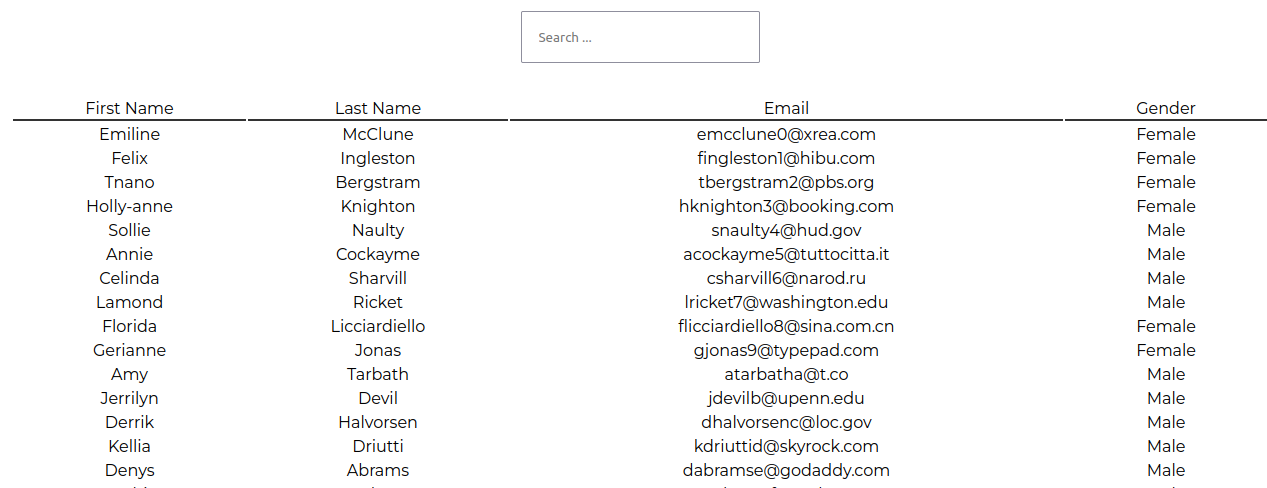 Search ...
First Name Last Name Email Gender
Emiline McClune emcclune0@xrea.com Female
Felix Ingleston fingleston1@hibu.com Female
Tnano Bergstram tbergstram2@pbs.org Female
Holly-anne Knighton hknighton3@booking.com Female
Sollie Naulty snaulty4@hud.gov Male
Annie Cockayme acockayme5@tuttocitta.it Male
Celinda Sharvill csharvill6@narod.ru Male
Lamond Ricket lricket7@washington.edu Male
Florida Licciardiello flicciardiello8@sina.com.cn Female
Gerianne Jonas gjonas9@typepad.com Female
Amy Tarbath atarbatha@t.co Male
Jerrilyn Devil jdevilb@upenn.edu Male
Derrik Halvorsen dhalvorsenc@loc.gov Male
Kellia Driutti kdriuttid@skyrock.com Male
Denys Abrams dabramse@godaddy.com Male